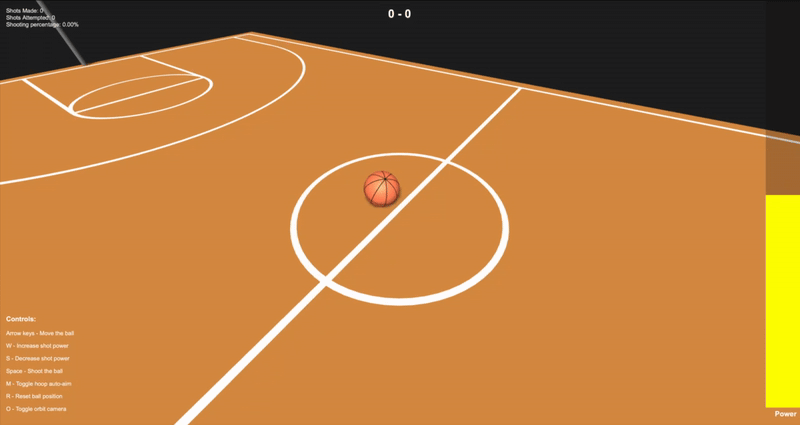 Shots Made: 0
Shots Attempted: 0
Shooting percentage: 0.00%
0 - 0
Controls:
Arrow keys - Move the ball
W - Increase shot power
S - Decrease shot power
Space - Shoot the ball
M - Toggle hoop auto-aim
R - Reset ball position
O - Toggle orbit camera
Power